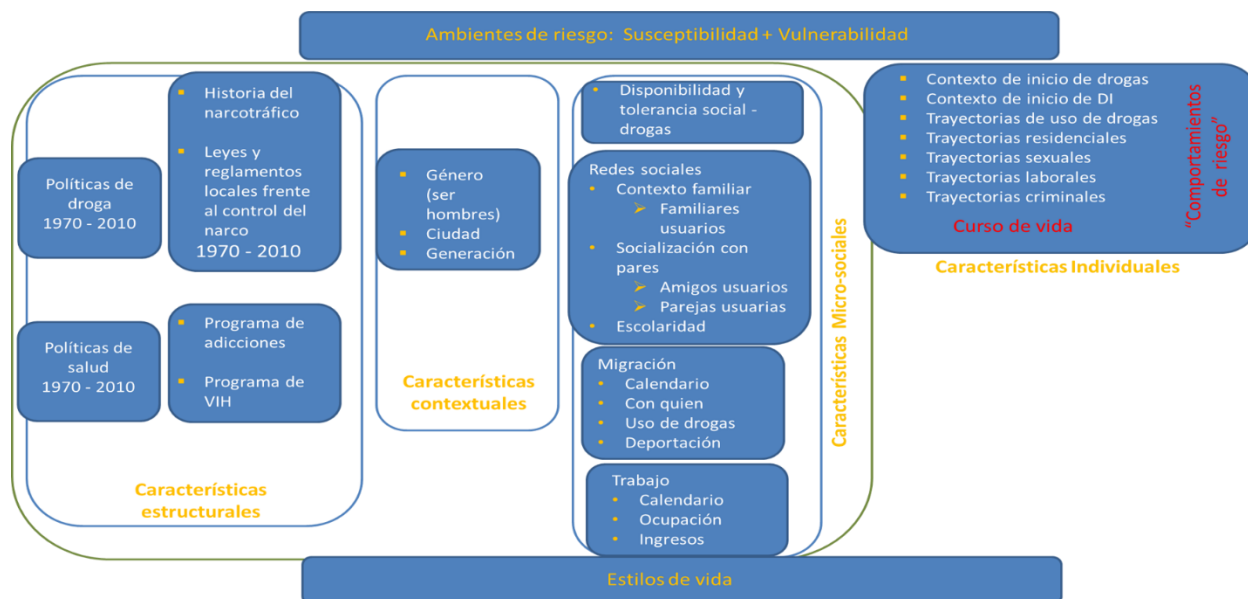 Ambientes de riesgo: Susceptibilidad + Vulnerabilidad
Políticas de
droga
1970 - 2010
Historia del
narcotráfico
Leyes y
reglamentos
locales frente
al control del
narco
1970 - 2010
Políticas de
salud
1970 - 2010
Programa de
adicciones
Programa de
VIH
Características
estructurales
Género
(ser
hombres)
Ciudad
Generación
Características
contextuales
Disponibilidad y
tolerancia social -
drogas
Redes sociales
Contexto familiar
Familiares
usuarios
Socialización con
pares
Amigos usuarios
Parejas usuarias
Escolaridad
Migración
Calendario
Con quien
Uso de drogas
Deportación
Trabajo
Calendario
Ocupación
Ingresos
Características Micro-sociales
Contexto de inicio de drogas
Contexto de inicio de DI
Trayectorias de uso de drogas
Trayectorias residenciales
Trayectorias sexuales
Trayectorias laborales
Trayectorias criminales
Curso de vida
“Comportamientos
de riesgo”
Características Individuales
Estilos de vida